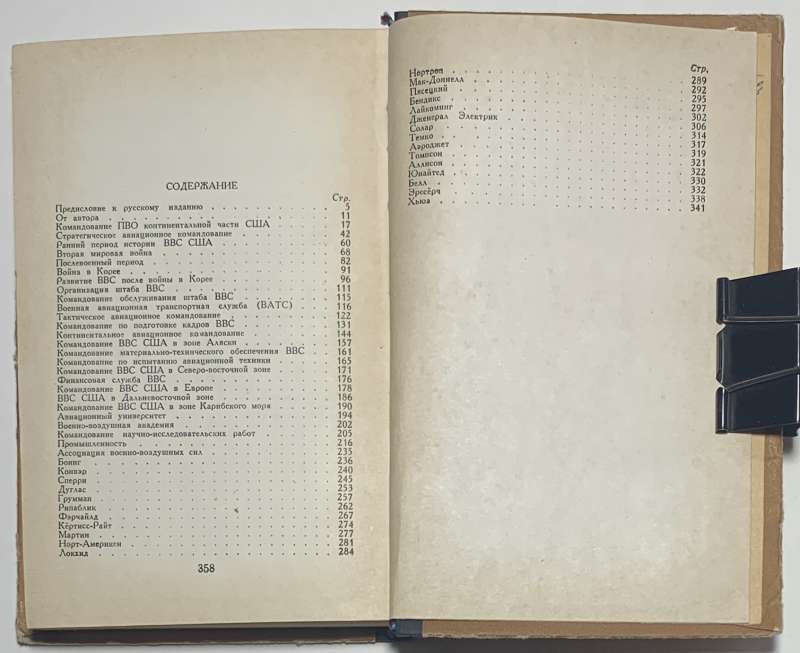 СОДЕРЖАНИЕ
Стр.
Предисловие к русскому изданию . . . 5
От автора . . . 11
Командование ПВО континентальной части США . . . 17
Стратегическое авиационное командование . . . 42
Ранний период истории ВВС США . . . 60
Вторая мировая война . . . 68
Послевоенный период . . . 82
Война в Корее . . . 91
Развитие ВВС после войны в Корее . . . 96
Организация штаба ВВС . . . 111
Командование обслуживания штаба ВВС . . . 115
Военная авиационная транспортная служба (ВАТС) . . . 116
Тактическое авиационное командование . . . 122
Командование по подготовке кадров ВВС . . . 131
Континентальное авиационное командование . . . 144
Командование ВВС США в зоне Аляски . . . 157
Командование материально-технического обеспечения ВВС . . . 161
Командование по испытанию авиационной техники . . . 165
Командование ВВС США в Северо-восточной зоне . . . 171
Финансовая служба ВВС . . . 176
Командование ВВС США в Европе . . . 178
ВВС США в Дальневосточной зоне . . . 186
Командование ВВС США в зоне Карибского моря . . . 190
Авиационный университет . . . 194
Военно-воздушная академия . . . 202
Командование научно-исследовательских работ . . . 205
Промышленность . . . 216
Ассоциация военно-воздушных сил . . . 235
Боинг . . . 236
Конвэр . . . 240
Сперри . . . 245
Дуглас . . . 253
Грумман . . . 257
Рипаблик . . . 262
Фэрчайлд . . . 267
Кёртисс-Райт . . . 274
Мартин . . . 277
Норт-Америкен . . . 281
Локхид . . . 284
358
Стр.
Нортроп . . . 289
Мак-Доннелл . . . 292
Пясецкий . . . 295
Бендикс . . . 297
Лайкоминг . . . 302
Дженерал Электрик . . . 306
Солар . . . 314
Темко . . . 317
Аэроджет . . . 319
Томпсон . . . 321
Аллисон . . . 322
Юнайтед . . . 330
Белл . . . 332
Эрсёрч . . . 338
Хьюз . . . 341